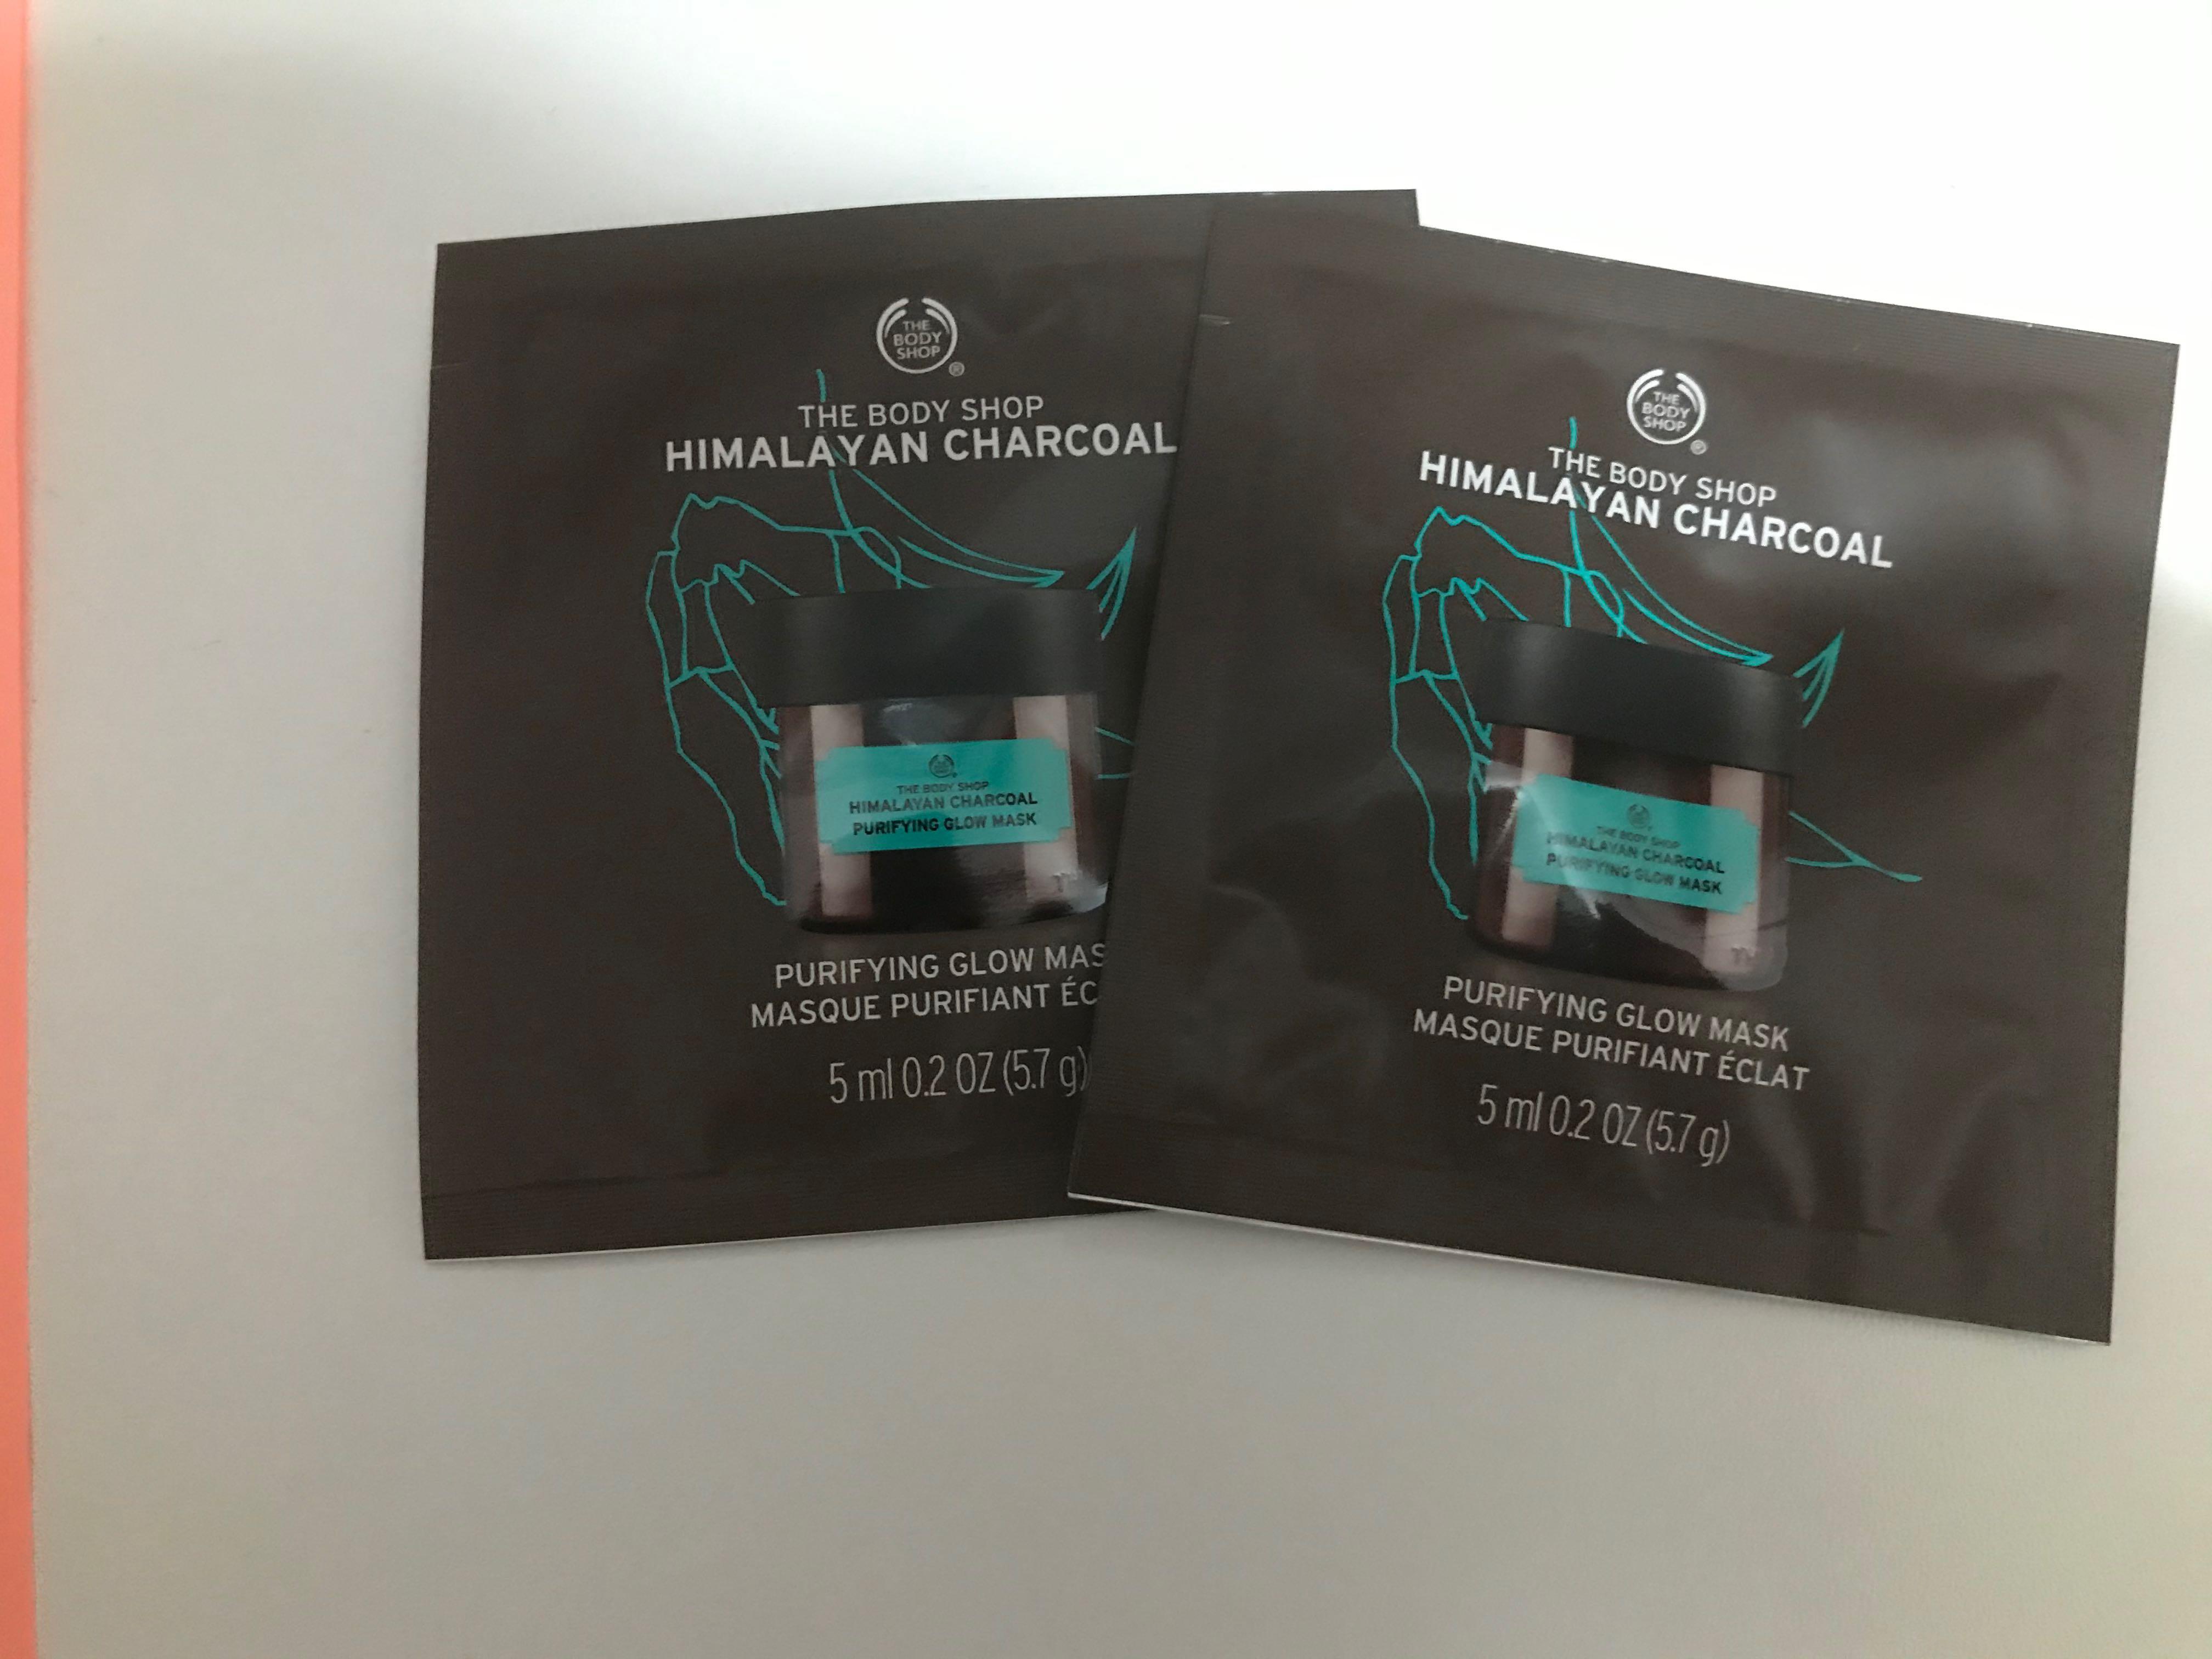 THE
BODY
SHOP
®
THE BODY SHOP
HIMALAYAN CHARCOAL
THE BODY SHOP
HIMALAYAN CHARCOAL
PURIFYING GLOW MASK
PURIFYING GLOW MAS
MASQUE PURIFIANT ÉC
5 ml 0.2 OZ (5.7 g)
THE
BODY
SHOP
®
THE BODY SHOP
HIMALAYAN CHARCOAL
THE BODY SHOP
HIMALAYAN CHARCOAL
PURIFYING GLOW MASK
PURIFYING GLOW MASK
MASQUE PURIFIANT ÉCLAT
5 ml 0.2 OZ (5.7 g)